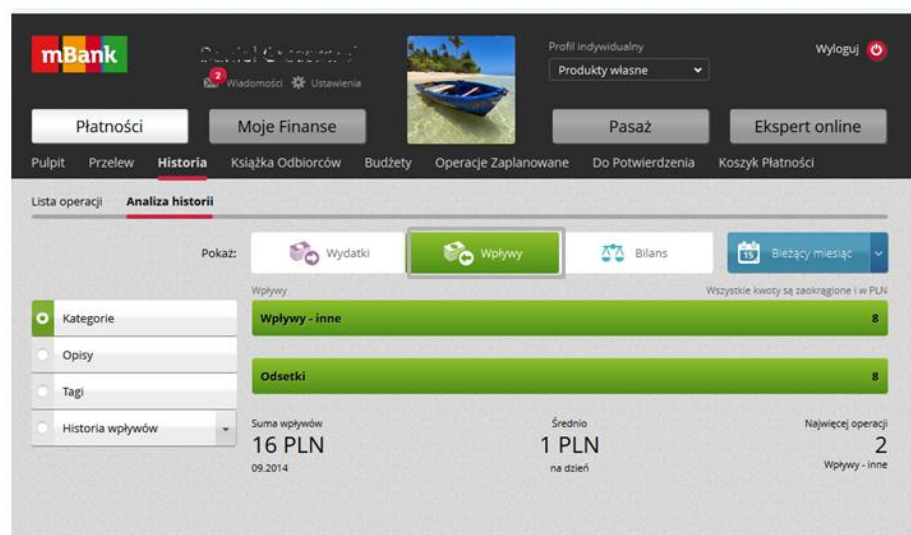 mBank
2 Wiadomości Ustawienia
Profil indywidualny
Produkty własne
Wyloguj
Płatności Moje Finanse Pasaż Ekspert online
Pulpit Przelew Historia Książka Odbiorców Budżety Operacje Zaplanowane Do Potwierdzenia Koszyk Płatności
Lista operacji Analiza historii
Pokaż: Wydatki Wpływy Bilans 15 Bieżący miesiąc
Wpływy Wszystkie kwoty są zaokrąglone i w PLN
Kategorie
Opisy
Tagi
Historia wpływów
Wpływy - inne 8
Odsetki 8
Suma wpływów Średnio Najwięcej operacji
16 PLN 1 PLN 2
09.2014 na dzień Wpływy - inne